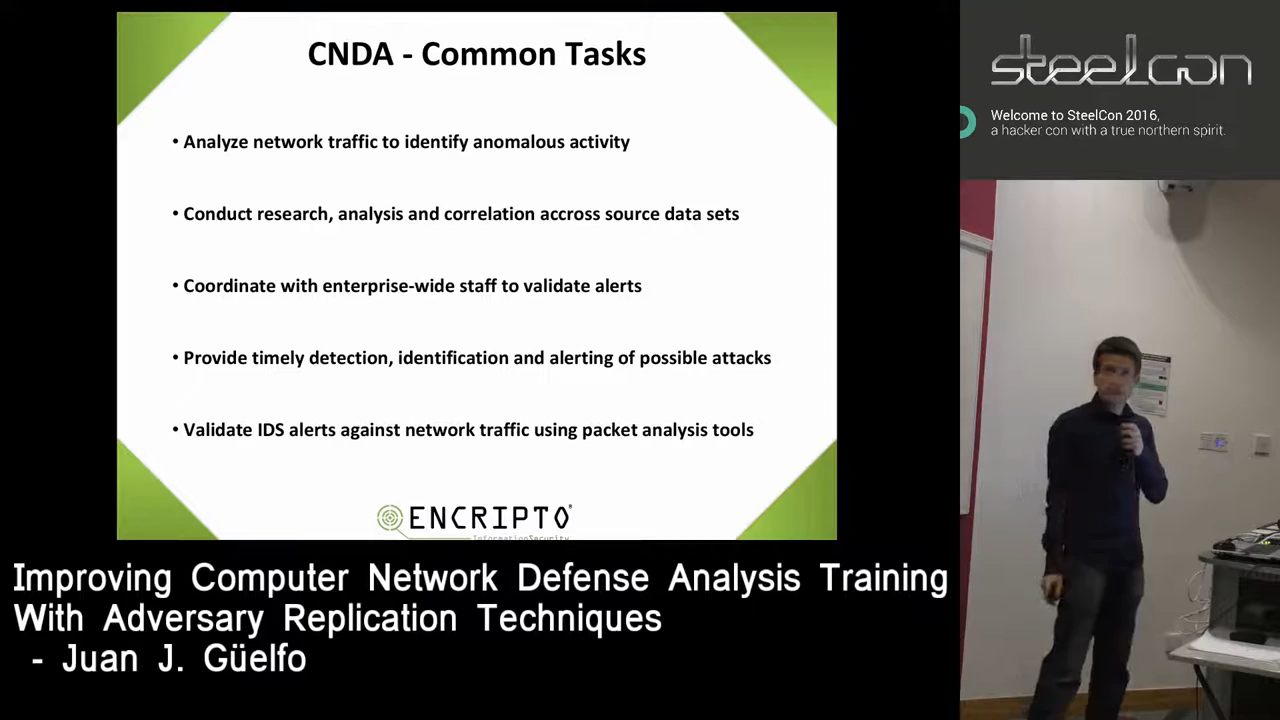 CNDA - Common Tasks
• Analyze network traffic to identify anomalous activity
• Conduct research, analysis and correlation accross source data sets
• Coordinate with enterprise-wide staff to validate alerts
• Provide timely detection, identification and alerting of possible attacks
• Validate IDS alerts against network traffic using packet analysis tools
ENCRIPTO
InformationSecurity
steelcon
Welcome to SteelCon 2016,
a hacker con with a true northern spirit.
Improving Computer Network Defense Analysis Training
With Adversary Replication Techniques
- Juan J. Güelfo